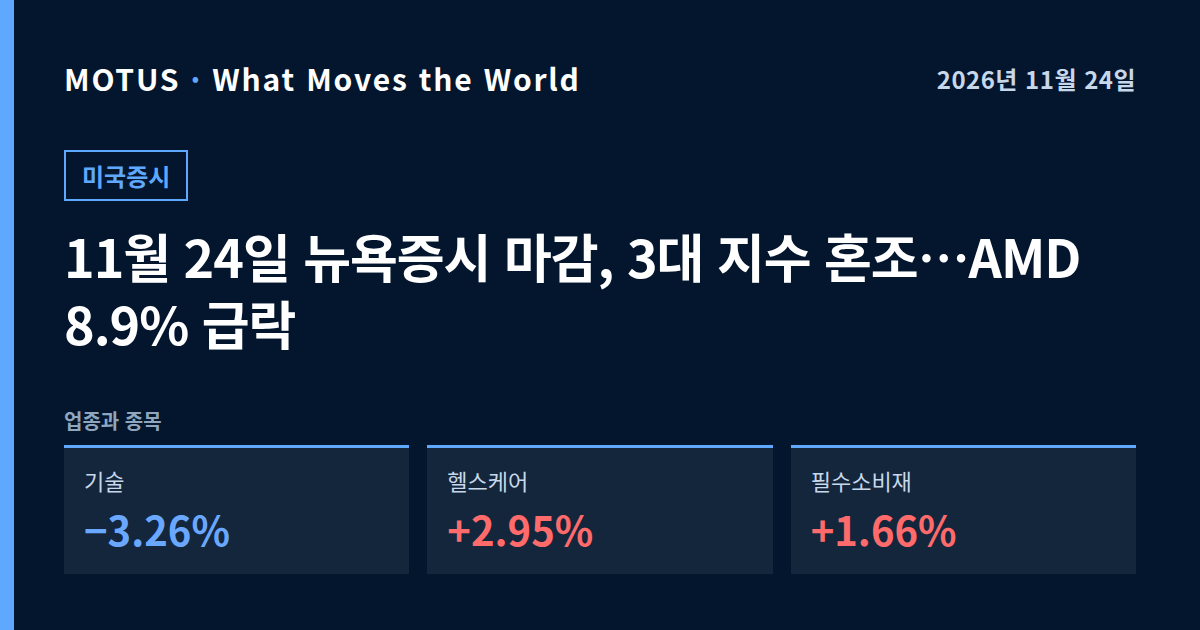 MOTUS · What Moves the World
2026년 11월 24일
미국증시
11월 24일 뉴욕증시 마감, 3대 지수 혼조…AMD
8.9% 급락
업종과 종목
기술
−3.26%
헬스케어
+2.95%
필수소비재
+1.66%